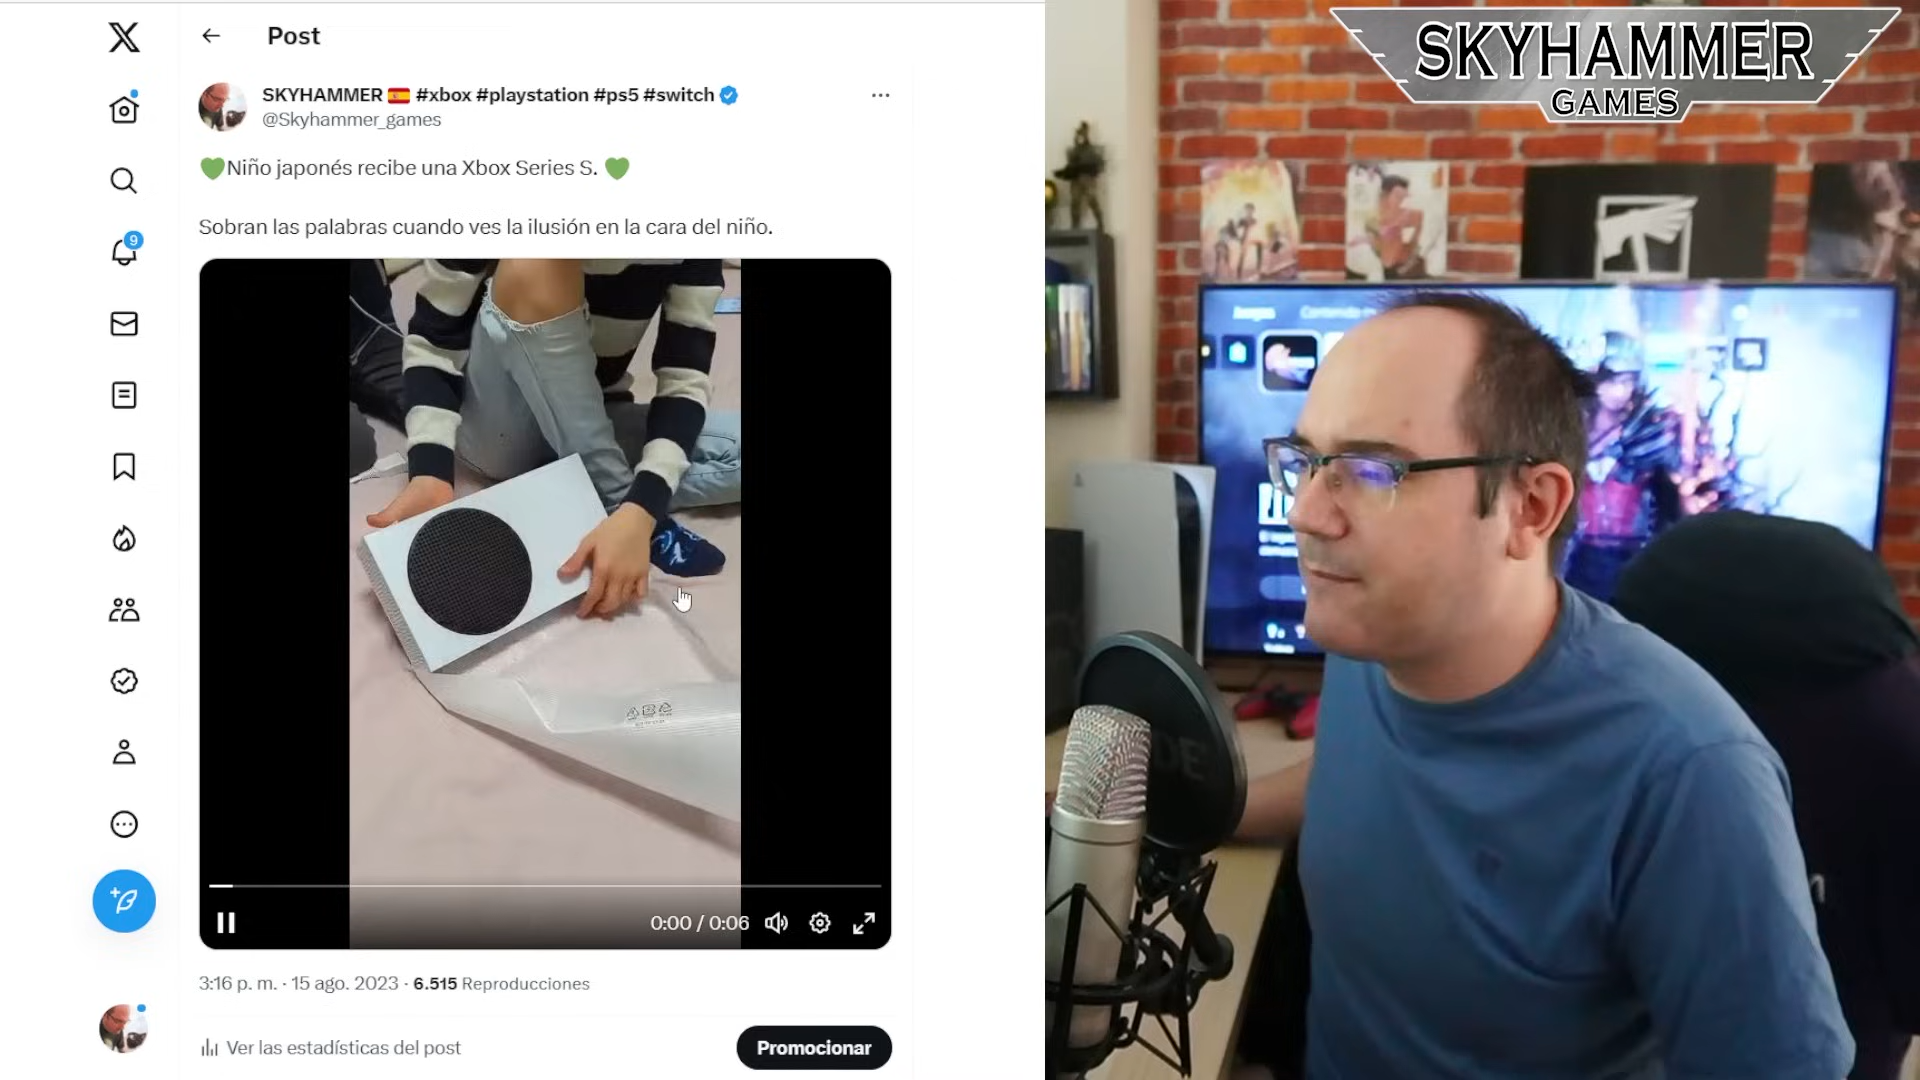 Post
SKYHAMMER 🇪🇸 #xbox #playstation #ps5 #switch
@Skyhammer_games
💚Niño japonés recibe una Xbox Series S. 💚
Sobran las palabras cuando ves la ilusión en la cara del niño.
9
0:00 / 0:06
3:16 p. m. · 15 ago. 2023 · 6.515 Reproducciones
Ver las estadísticas del post
Promocionar
SKYHAMMER
GAMES
Juegos